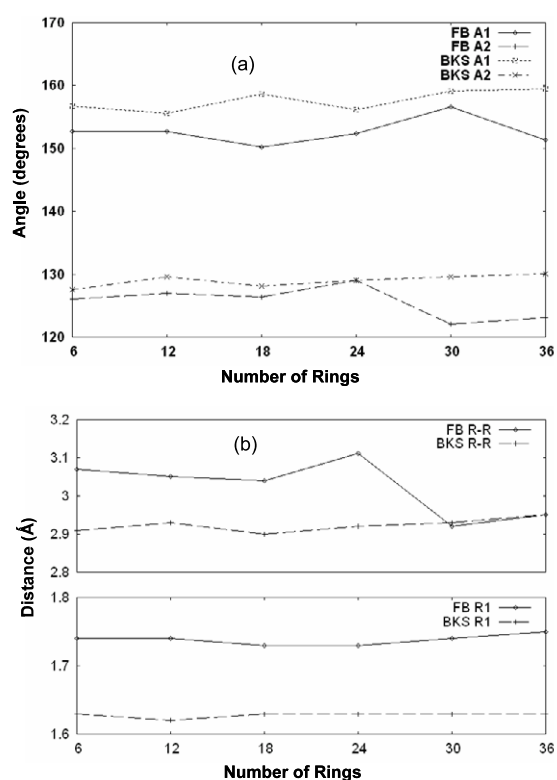 170
160
150
140
130
120
Angle (degrees)
(a)
FB A1
FB A2
BKS A1
BKS A2
6 12 18 24 30 36
Number of Rings
3.2
3.1
3
2.9
2.8
(b)
FB R-R
BKS R-R
Distance (Å)
1.8
1.7
1.6
FB R1
BKS R1
6 12 18 24 30 36
Number of Rings